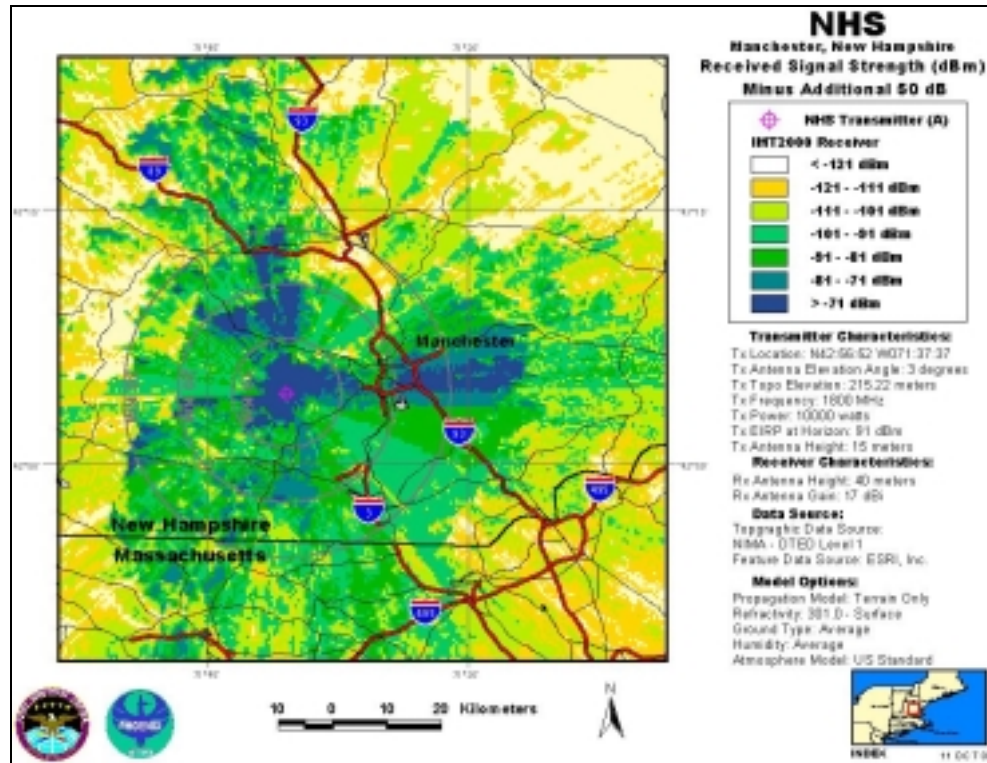 NHS
Manchester, New Hampshire
Received Signal Strength (dBm)
Minus Additional 50 dB
NHS Transmitter (A)
IMT2000 Receiver
< -121 dBm
-121 - -111 dBm
-111 - -101 dBm
-101 - -91 dBm
-91 - -81 dBm
-81 - -71 dBm
> -71 dBm
Manchester
New Hampshire
Massachusetts
93
93
495
495
Transmitter Characteristics:
Tx Location: N42:56:52 W071:37:37
Tx Antenna Elevation Angle: 3 degrees
Tx Topo Elevation: 215.22 meters
Tx Frequency: 1800 MHz
Tx Power: 10000 watts
Tx EIRP at Horizon: 91 dBm
Tx Antenna Height: 15 meters
Receiver Characteristics:
Rx Antenna Height: 40 meters
Rx Antenna Gain: 17 dBi
Data Source:
Topgraphic Data Source:
NIMA - DTED Level 1
Feature Data Source: ESRI, Inc.
Model Options:
Propagation Model: Terrain Only
Refractivity: 301.0 - Surface
Ground Type: Average
Humidity: Average
Atmosphere Model: US Standard
10 0 10 20 Kilometers
N
INDEX
11 OCT